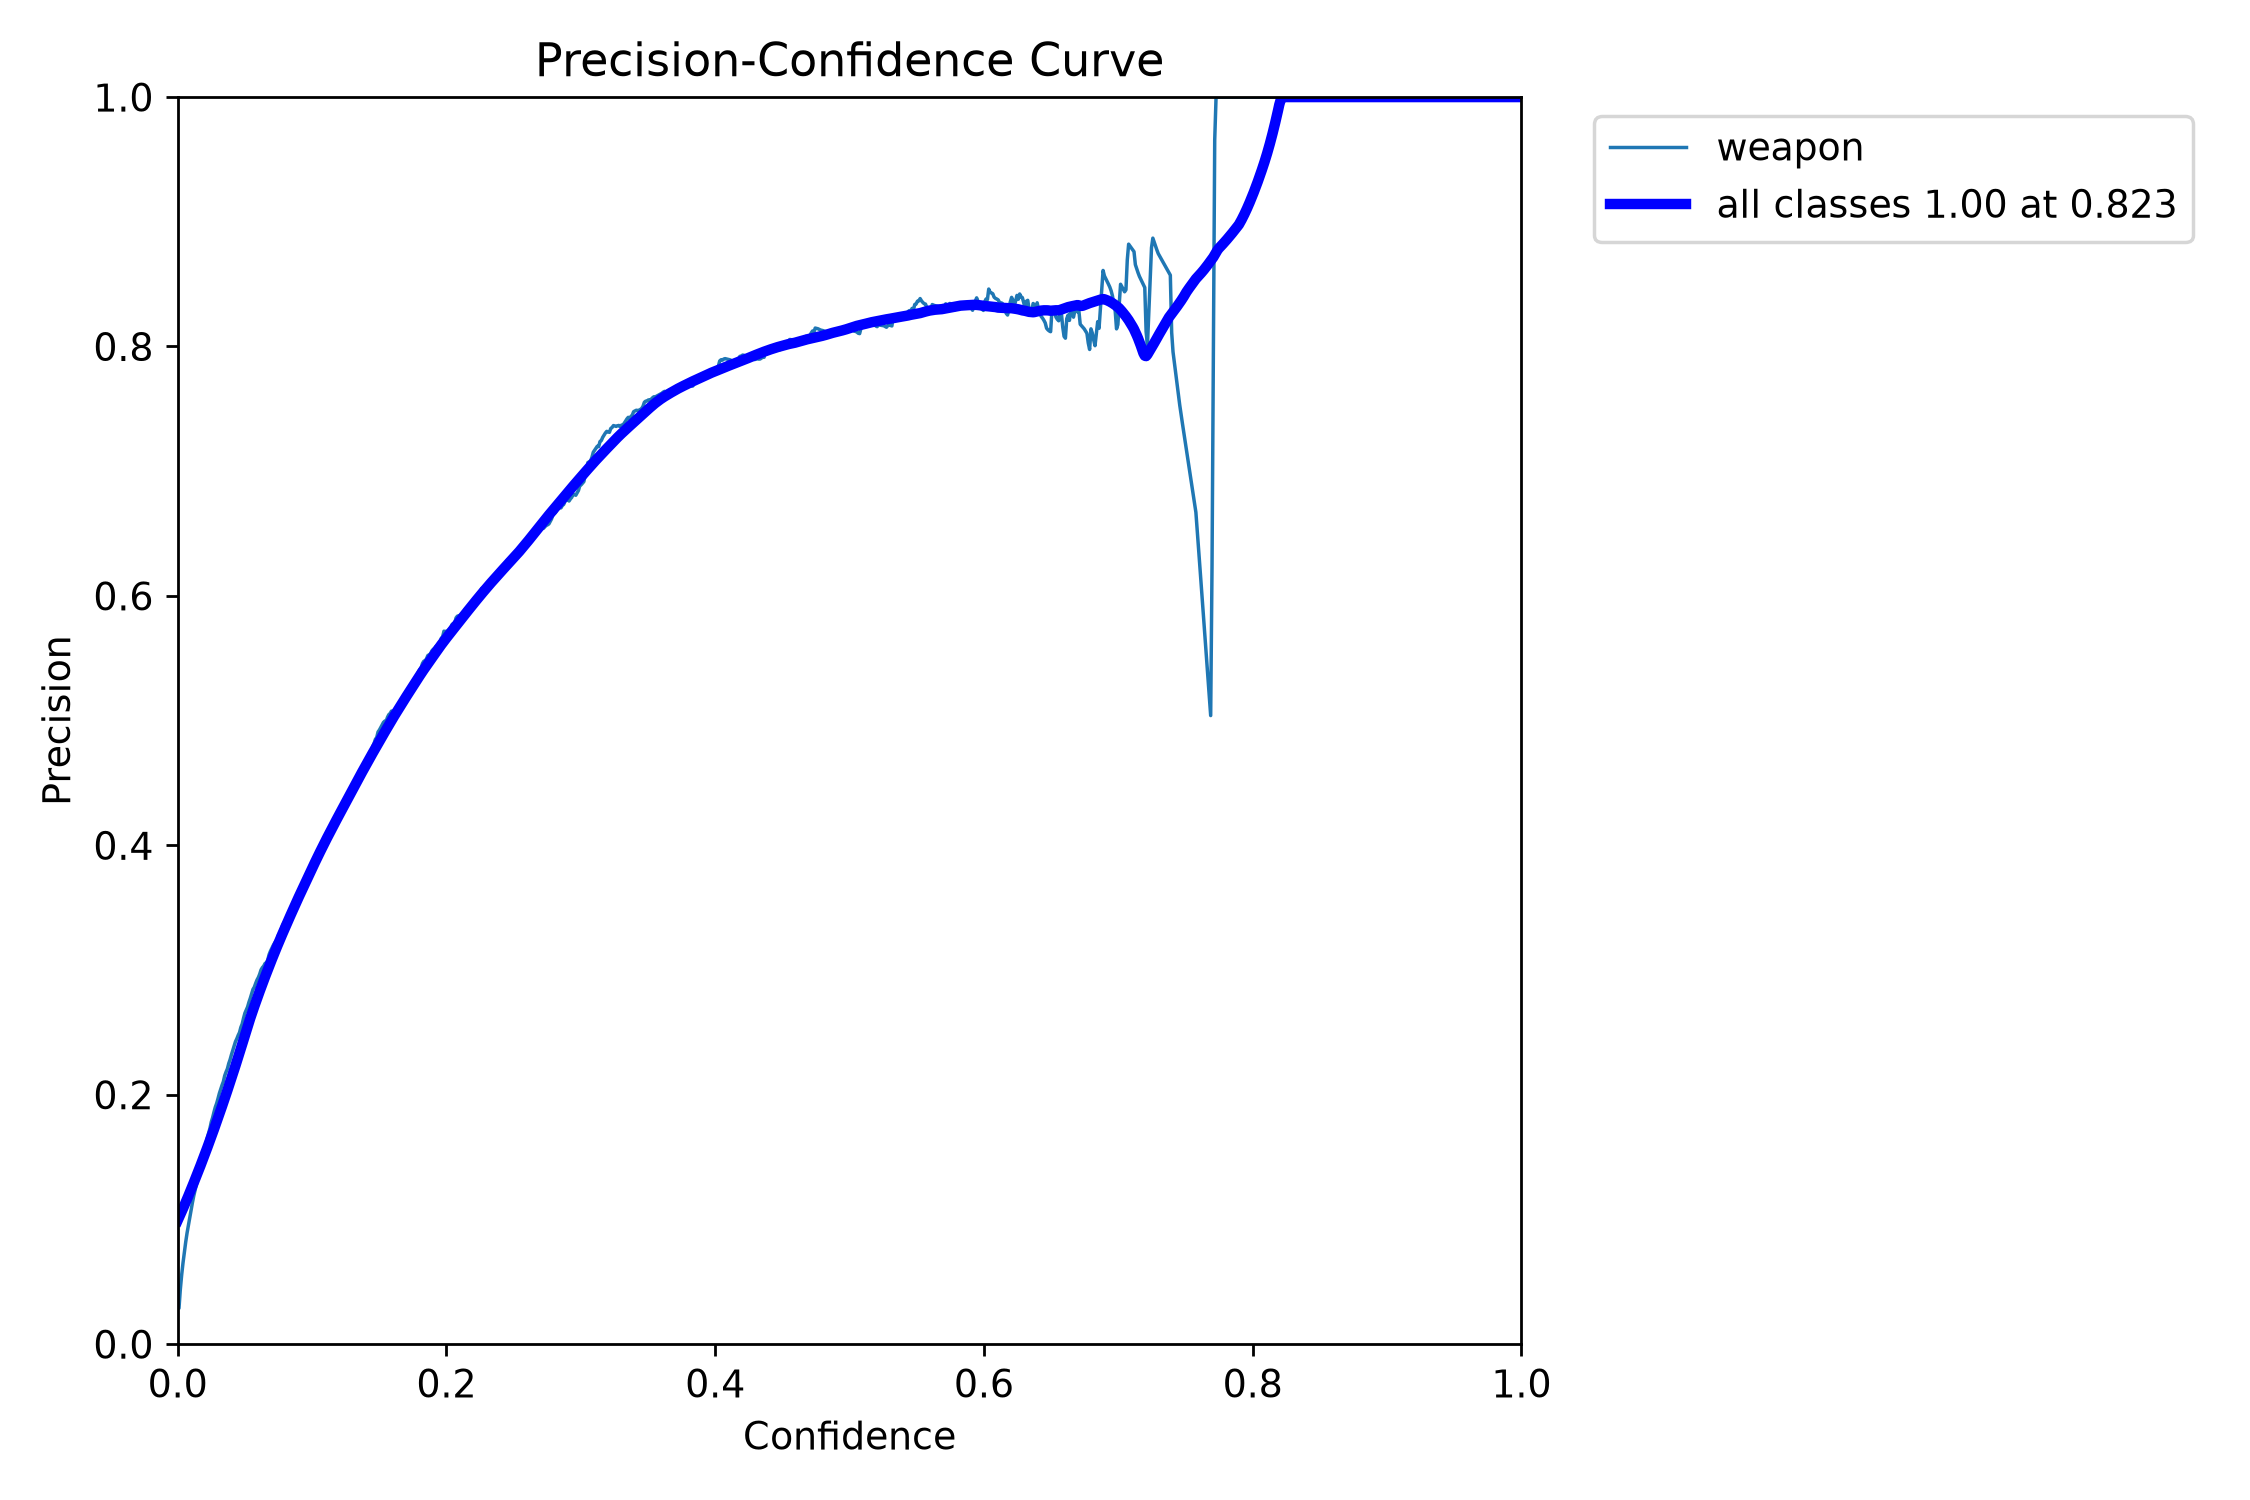 Precision-Confidence Curve
1.0
0.8
0.6
0.4
0.2
0.0
Precision
0.0 0.2 0.4 0.6 0.8 1.0
Confidence
weapon
all classes 1.00 at 0.823